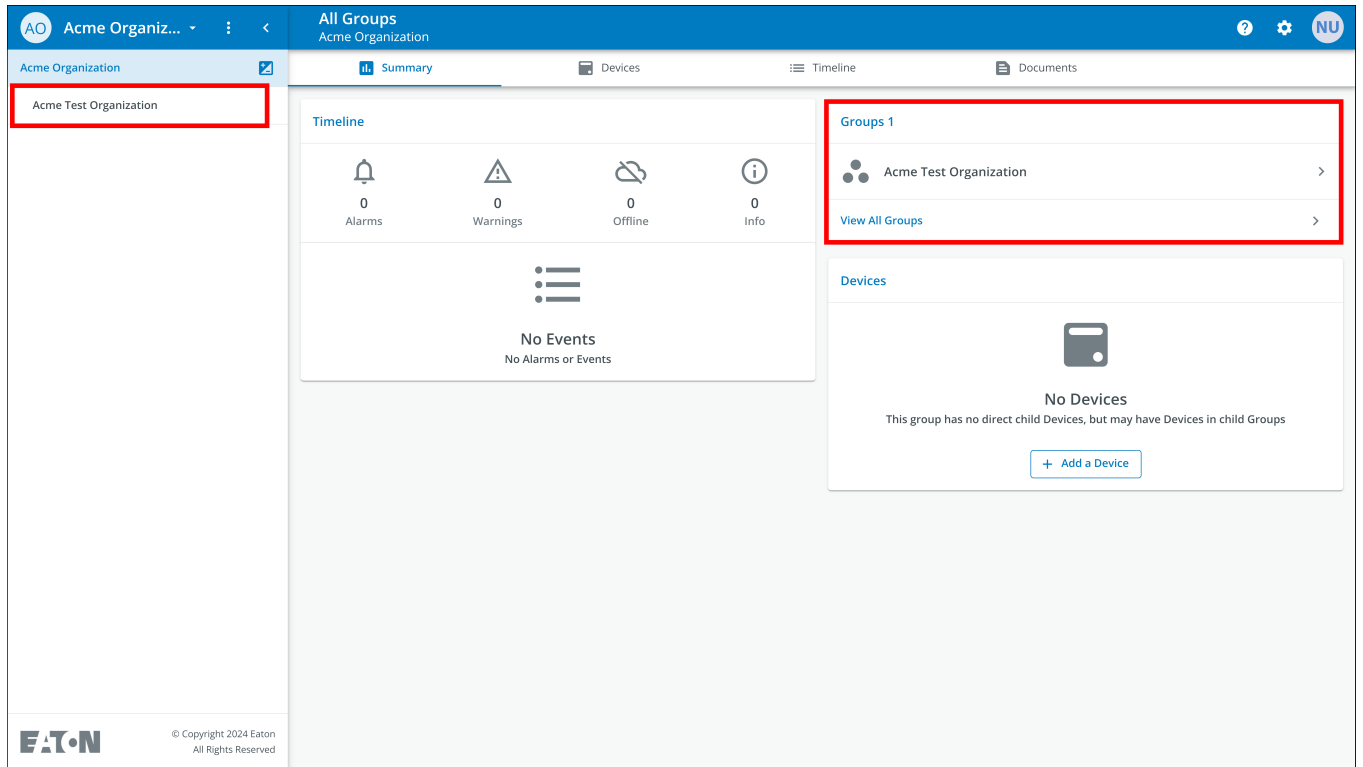 AO
Acme Organiz...
All Groups
Acme Organization
NU
Acme Organization
Acme Test Organization
Summary
Devices
Timeline
Documents
Timeline
0
Alarms
0
Warnings
0
Offline
0
Info
No Events
No Alarms or Events
Groups 1
Acme Test Organization
View All Groups
Devices
No Devices
This group has no direct child Devices, but may have Devices in child Groups
+ Add a Device
EATON
© Copyright 2024 Eaton
All Rights Reserved